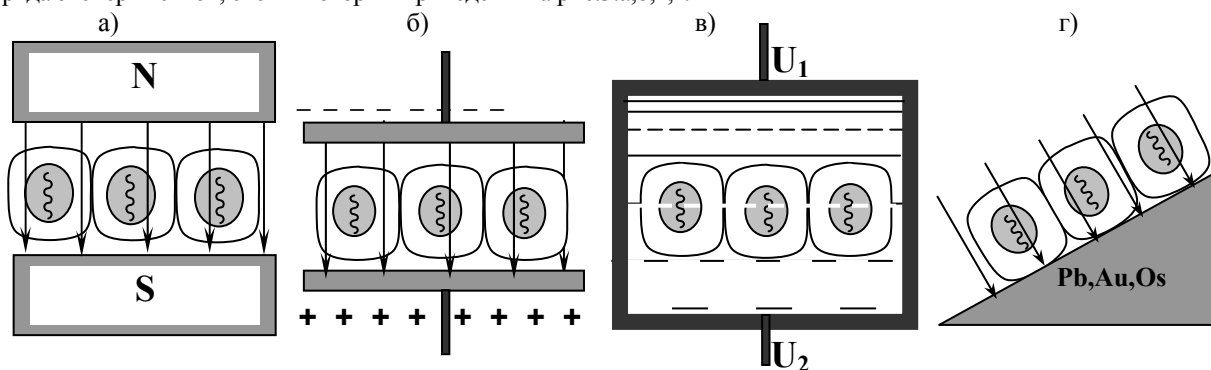 а) б) в) г)
N
S
+ + + + + + + +
U₁
U₂
Pb,Au,Os